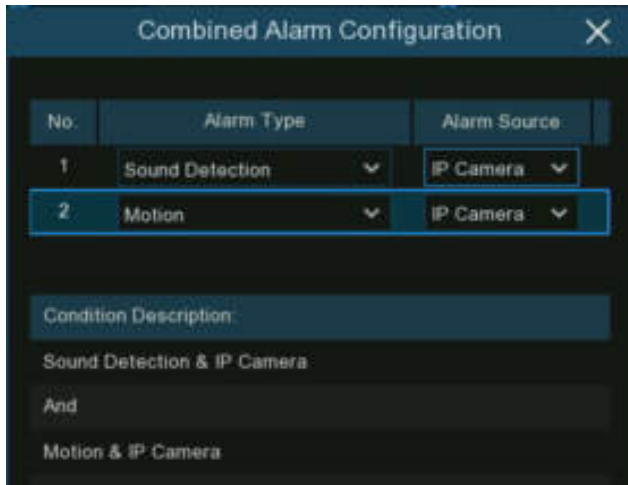 Combined Alarm Configuration
No. Alarm Type Alarm Source
1 Sound Detection IP Camera
2 Motion IP Camera
Condition Description:
Sound Detection & IP Camera
And
Motion & IP Camera